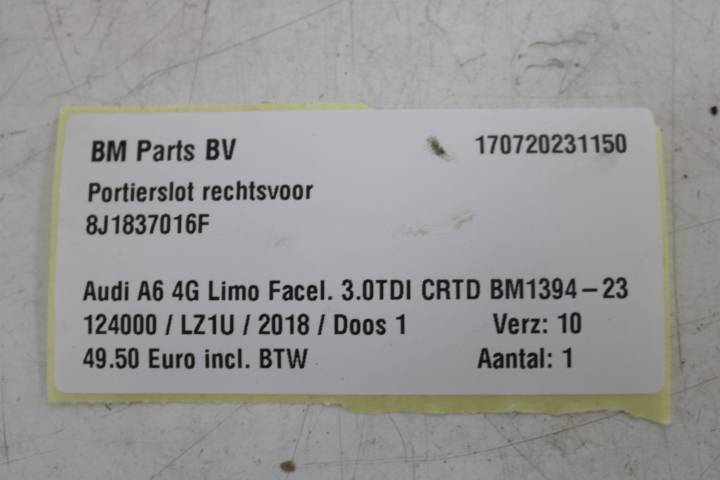 BM Parts BV 170720231150
Portierslot rechtsvoor
8J1837016F
Audi A6 4G Limo Facel. 3.0TDI CRTD BM1394-23
124000 / LZ1U / 2018 / Doos 1 Verz: 10
49.50 Euro incl. BTW Aantal: 1